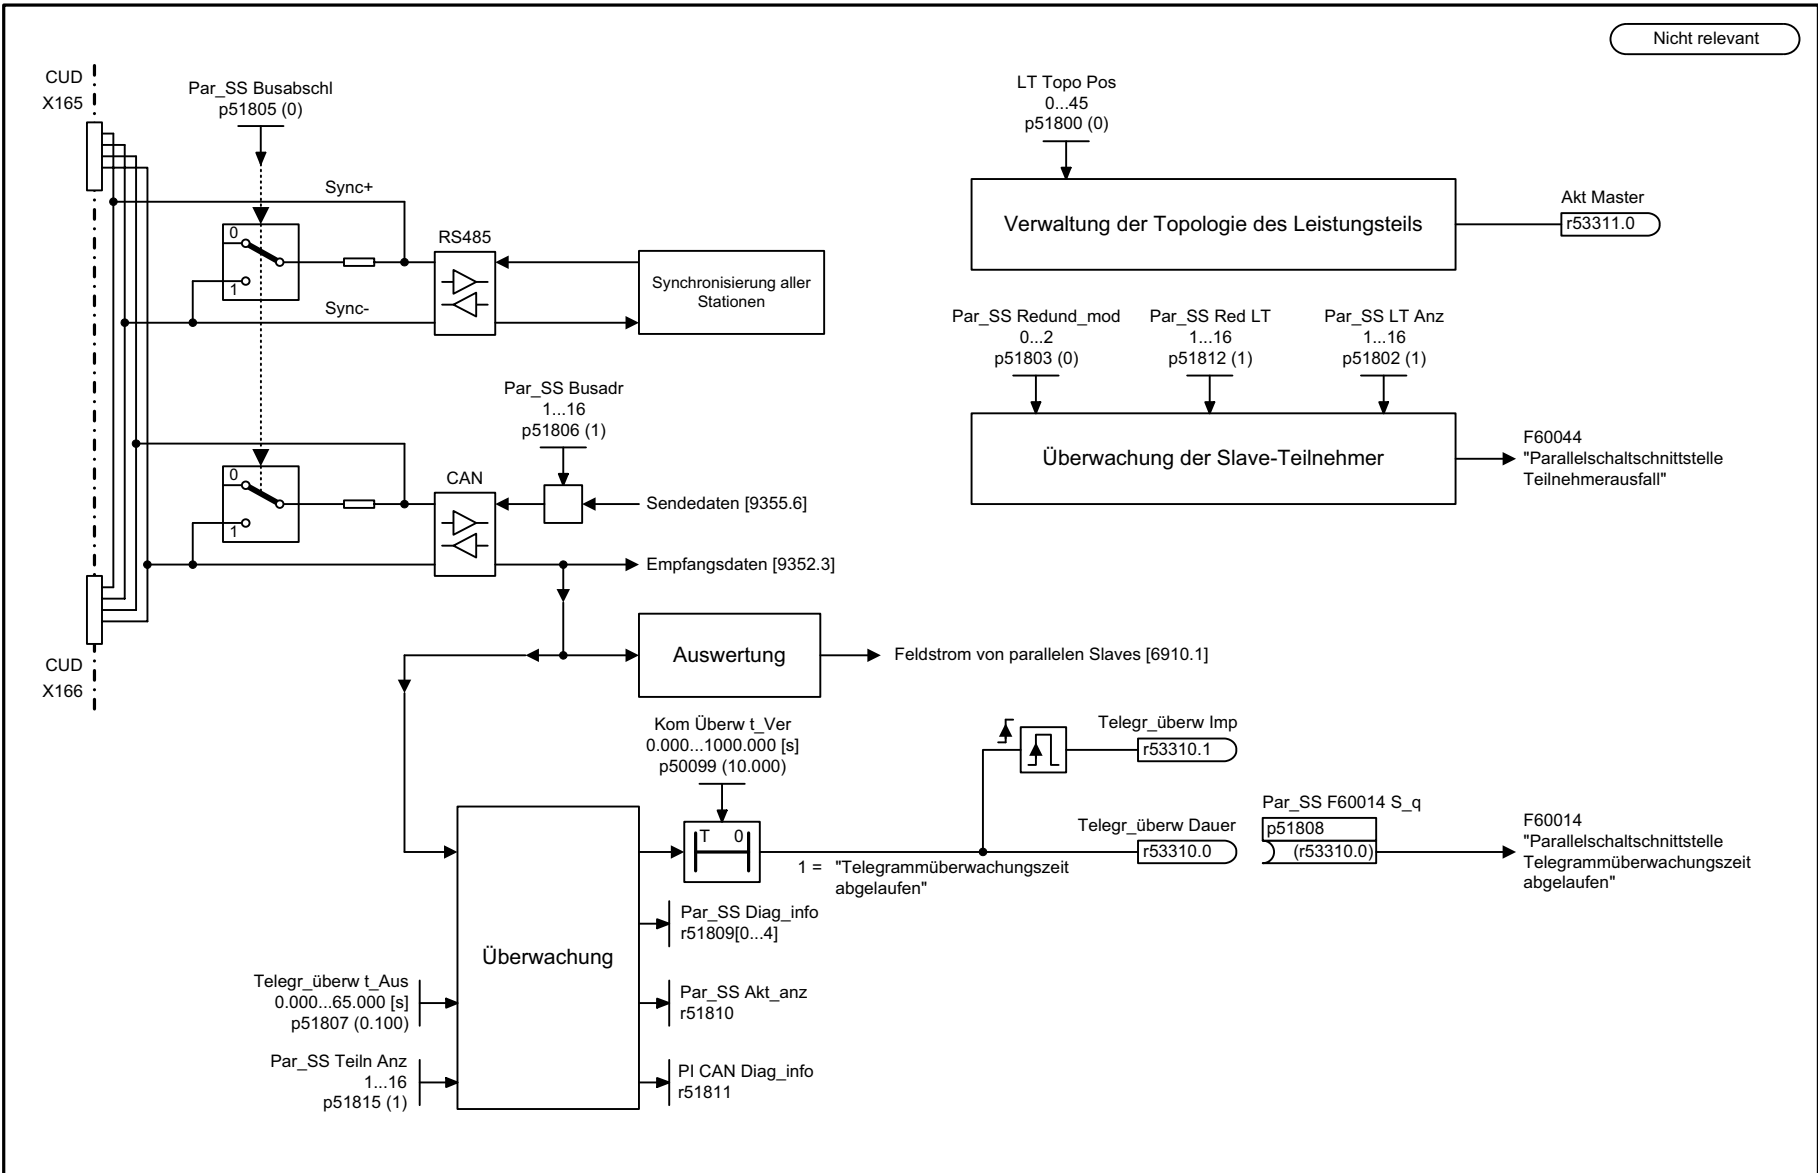 Nicht relevant
CUD
X165
Par_SS Busabschl
p51805 (0)
Sync+
0
1
Sync-
RS485
Synchronisierung aller
Stationen
LT Topo Pos
0...45
p51800 (0)
Verwaltung der Topologie des Leistungsteils
Akt Master
r53311.0
Par_SS Redund_mod
0...2
p51803 (0)
Par_SS Red LT
1...16
p51812 (1)
Par_SS LT Anz
1...16
p51802 (1)
Überwachung der Slave-Teilnehmer
F60044
"Parallelschaltschnittstelle
Teilnehmerausfall"
Par_SS Busadr
1...16
p51806 (1)
0
1
CAN
Sendedaten [9355.6]
Empfangsdaten [9352.3]
CUD
X166
Auswertung
Feldstrom von parallelen Slaves [6910.1]
Kom Überw t_Ver
0.000...1000.000 [s]
p50099 (10.000)
T 0
1 = "Telegrammüberwachungszeit
abgelaufen"
Telegr_überw Imp
r53310.1
Telegr_überw Dauer
r53310.0
Par_SS F60014 S_q
p51808
(r53310.0)
F60014
"Parallelschaltschnittstelle
Telegrammüberwachungszeit
abgelaufen"
Überwachung
Par_SS Diag_info
r51809[0...4]
Telegr_überw t_Aus
0.000...65.000 [s]
p51807 (0.100)
Par_SS Akt_anz
r51810
Par_SS Teiln Anz
1...16
p51815 (1)
PI CAN Diag_info
r51811